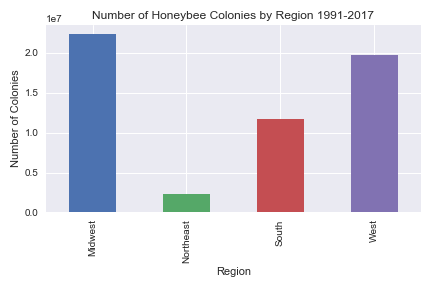 Number of Honeybee Colonies by Region 1991-2017
1e7
2.0
1.5
1.0
0.5
0.0
Number of Colonies
Midwest
Northeast
South
West
Region